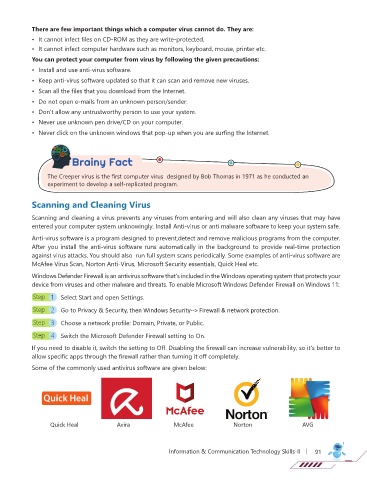 There are few important things which a computer virus cannot do. They are:
• It cannot infect files on CD-ROM as they are write-protected.
• It cannot infect computer hardware such as monitors, keyboard, mouse, printer etc.
You can protect your computer from virus by following the given precautions:
• Install and use anti-virus software.
• Keep anti-virus software updated so that it can scan and remove new viruses.
• Scan all the files that you download from the Internet.
• Do not open e-mails from an unknown person/sender.
• Don't allow any untrustworthy person to use your system.
• Never use unknown pen drive/CD on your computer.
• Never click on the unknown windows that pop-up when you are surfing the Internet.
Brainy Fact
The Creeper virus is the first computer virus designed by Bob Thomas in 1971 as he conducted an
experiment to develop a self-replicated program.
Scanning and Cleaning Virus
Scanning and cleaning a virus prevents any viruses from entering and will also clean any viruses that may have
entered your computer system unknowingly. Install Anti-virus or anti malware software to keep your system safe.
Anti-virus software is a program designed to prevent,detect and remove malicious programs from the computer.
After you install the anti-virus software runs automatically in the background to provide real-time protection
against virus attacks. You should also run full system scans periodically. Some examples of anti-virus software are
McAfee Virus Scan, Norton Anti-Virus, Microsoft Security essentials, Quick Heal etc.
Windows Defender Firewall is an antivirus software that's included in the Windows operating system that protects your
device from viruses and other malware and threats. To enable Microsoft Windows Defender Firewall on Windows 11:
Step 1 Select Start and open Settings.
Step 2 Go to Privacy & Security, then Windows Security--> Firewall & network protection.
Step 3 Choose a network profile: Domain, Private, or Public.
Step 4 Switch the Microsoft Defender Firewall setting to On.
If you need to disable it, switch the setting to Off. Disabling the firewall can increase vulnerability, so it's better to
allow specific apps through the firewall rather than turning it off completely.
Some of the commonly used antivirus software are given below:
Quick Heal
McAfee
Norton
Quick Heal Avira McAfee Norton AVG
Information & Communication Technology Skills-II | 91